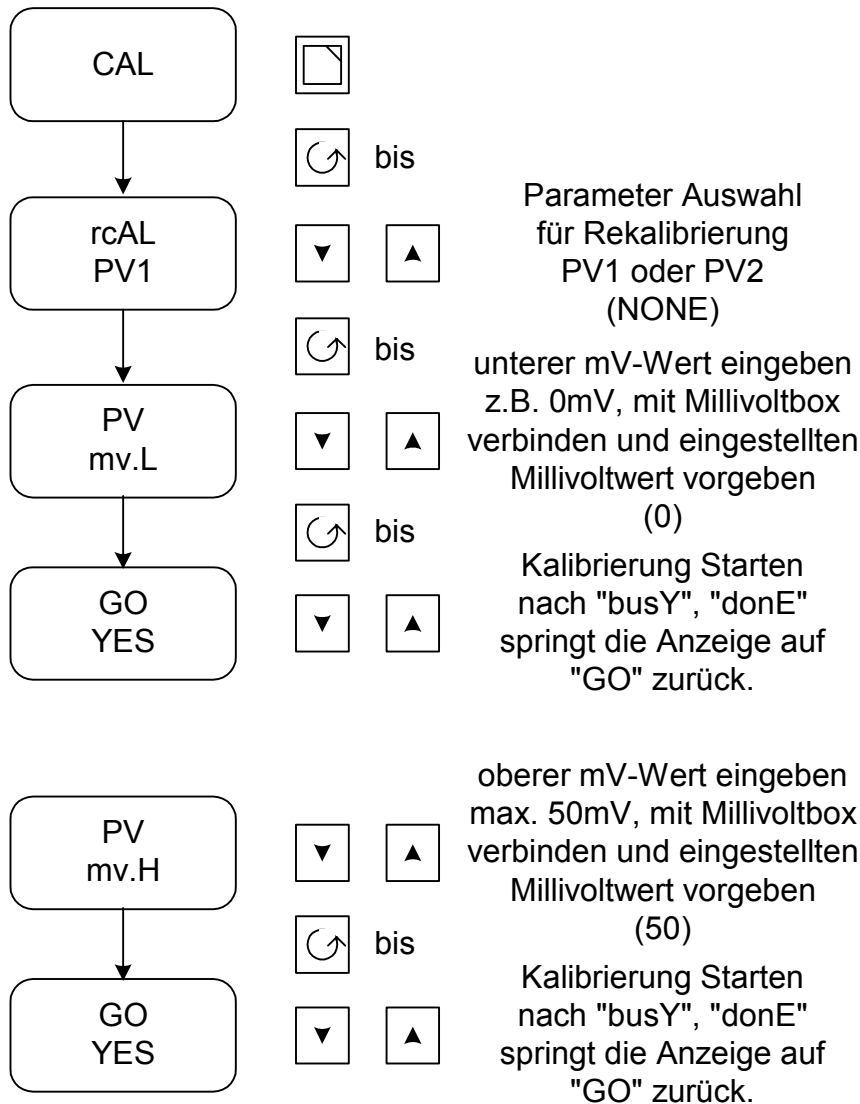 CAL
bis
rcAL
PV1
Parameter Auswahl
für Rekalibrierung
PV1 oder PV2
(NONE)
bis
PV
mv.L
unterer mV-Wert eingeben
z.B. 0mV, mit Millivoltbox
verbinden und eingestellten
Millivoltwert vorgeben
(0)
bis
GO
YES
Kalibrierung Starten
nach "busY", "donE"
springt die Anzeige auf
"GO" zurück.
PV
mv.H
oberer mV-Wert eingeben
max. 50mV, mit Millivoltbox
verbinden und eingestellten
Millivoltwert vorgeben
(50)
bis
GO
YES
Kalibrierung Starten
nach "busY", "donE"
springt die Anzeige auf
"GO" zurück.